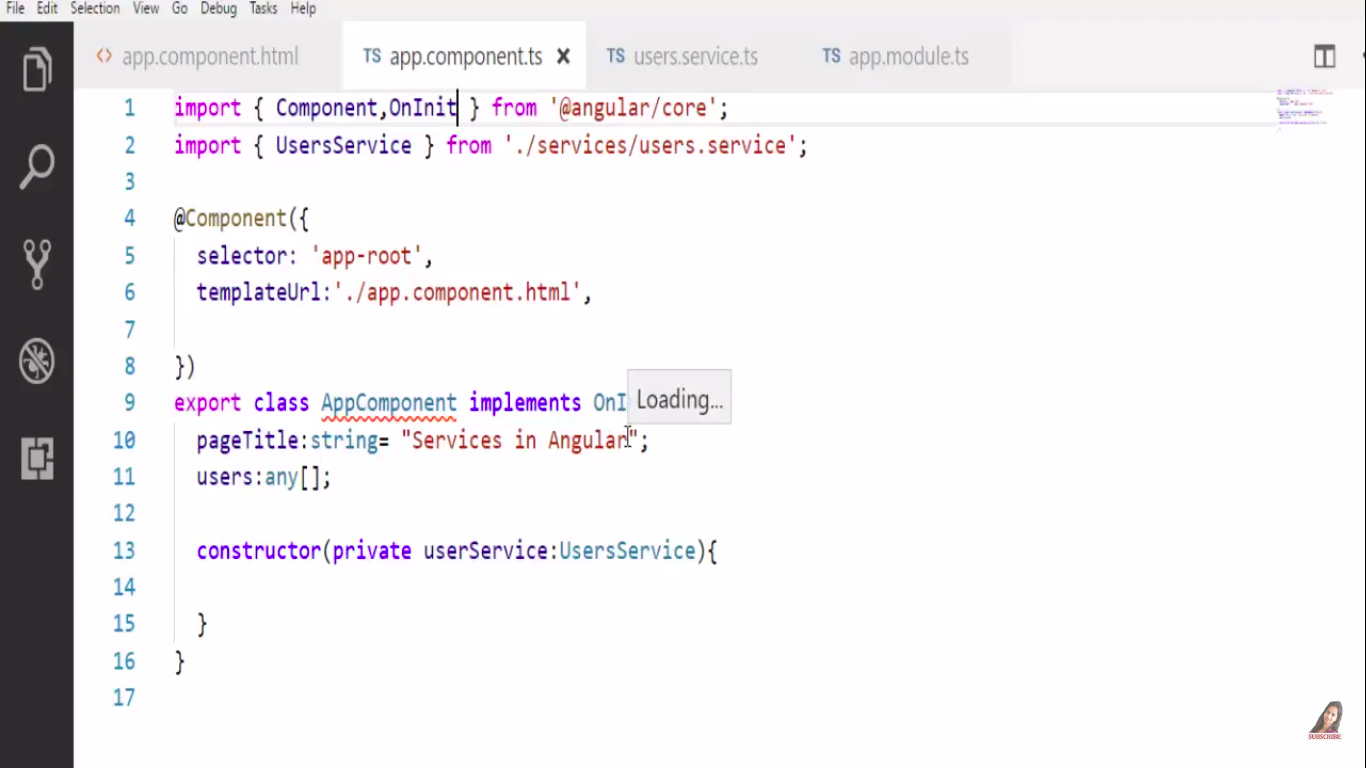 File Edit Selection View Go Debug Tasks Help
<> app.component.html TS app.component.ts TS users.service.ts TS app.module.ts
1 import { Component,OnInit } from '@angular/core';
2 import { UsersService } from './services/users.service';
3
4 @Component({
5 selector: 'app-root',
6 templateUrl:'./app.component.html',
7
8 })
9 export class AppComponent implements OnI
Loading...
10 pageTitle:string= "Services in Angular";
11 users:any[];
12
13 constructor(private userService:UsersService){
14
15 }
16 }
17
SUBSCRIBE